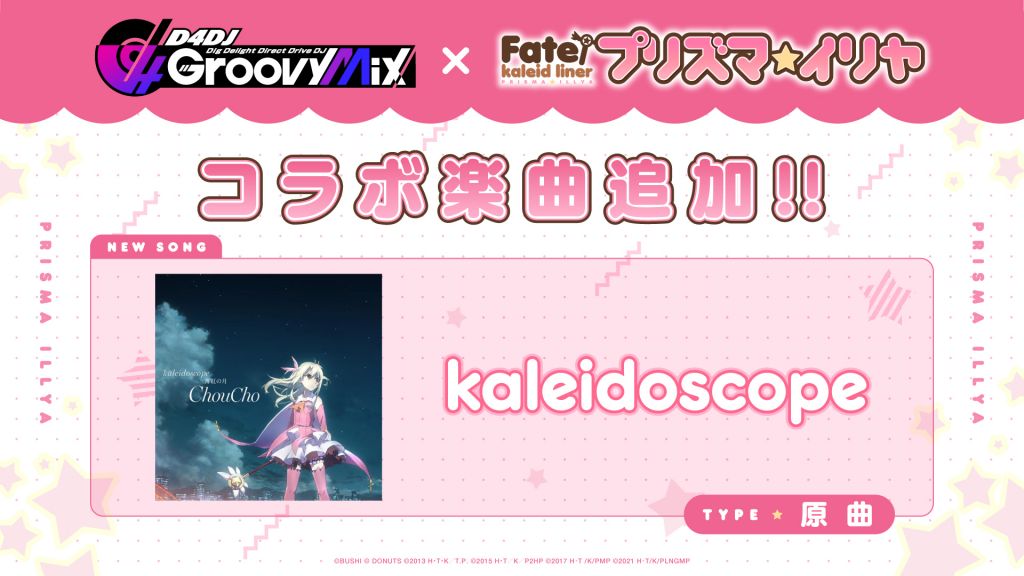 D4DJ
Dig Delight Direct Drive DJ
GROOVYMIX
×
Fate/
kaleid liner
PRISMA☆ILLYA
プリズマ☆イリヤ
コラボ楽曲追加!!
NEW SONG
PRISMA ILLYA
kaleidoscope
ChouCho
kaleidoscope
PRISMA ILLYA
TYPE ★ 原曲
©BUSHI © DONUTS ©2013 H・T・K T.P. ©2015 H・T K P2HP ©2017 H・T /K/PMP ©2021 H・T/K/PLNGMP